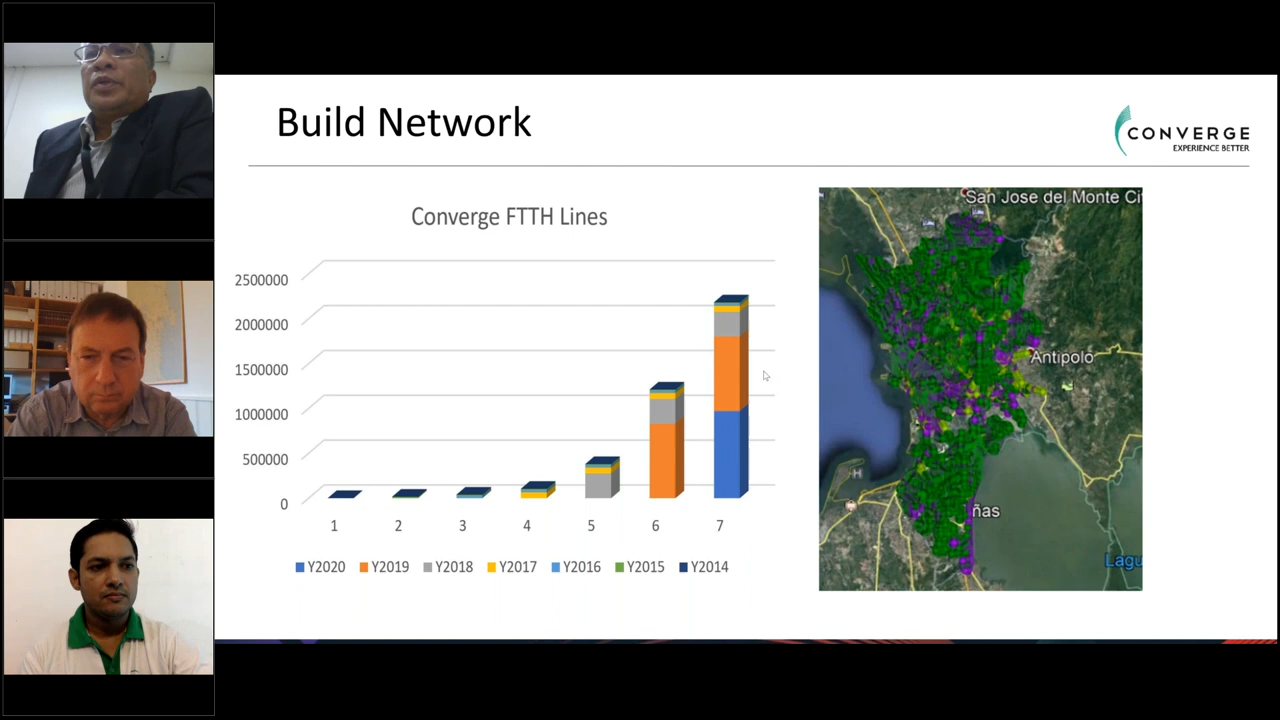 Build Network
CONVERGE
EXPERIENCE BETTER
Converge FTTH Lines
2500000
2000000
1500000
1000000
500000
0
1 2 3 4 5 6 7
Y2020 Y2019 Y2018 Y2017 Y2016 Y2015 Y2014
San Jose del Monte Ci
Antipolo
H
iñas
Lagu